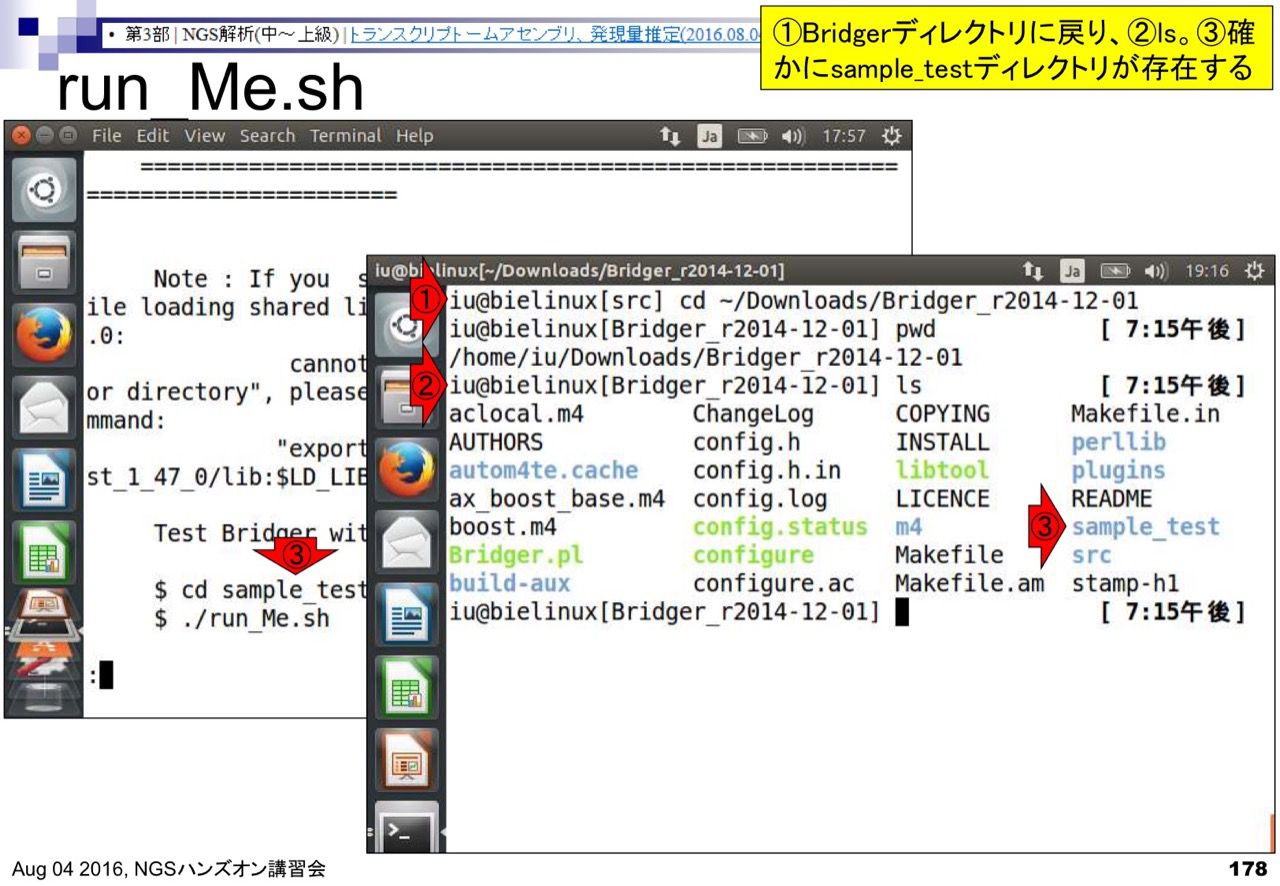 • 第3部 | NGS解析(中～上級) | トランスクリプトームアセンブリ、発現量推定(2016.08.0
①Bridgerディレクトリに戻り、②ls。③確
かにsample_testディレクトリが存在する
run_Me.sh
File Edit View Search Terminal Help
Ja
17:57
========================================================
=======================
Note : If you s
ile loading shared li
.0:
cannot
or directory", please
mmand:
"export
st_1_47_0/lib:$LD_LIB
Test Bridger wit
③
$ cd sample_test
$ ./run_Me.sh
:
iu@bielinux[~/Downloads/Bridger_r2014-12-01]
Ja
19:16
① iu@bielinux[src] cd ~/Downloads/Bridger_r2014-12-01
iu@bielinux[Bridger_r2014-12-01] pwd [ 7:15午後]
/home/iu/Downloads/Bridger_r2014-12-01
② iu@bielinux[Bridger_r2014-12-01] ls [ 7:15午後]
aclocal.m4 ChangeLog COPYING Makefile.in
AUTHORS config.h INSTALL perllib
autom4te.cache config.h.in libtool plugins
ax_boost_base.m4 config.log LICENCE README
boost.m4 config.status m4 ③ sample_test
Bridger.pl configure Makefile src
build-aux configure.ac Makefile.am stamp-h1
iu@bielinux[Bridger_r2014-12-01] [ 7:15午後]
Aug 04 2016, NGSハンズオン講習会
178